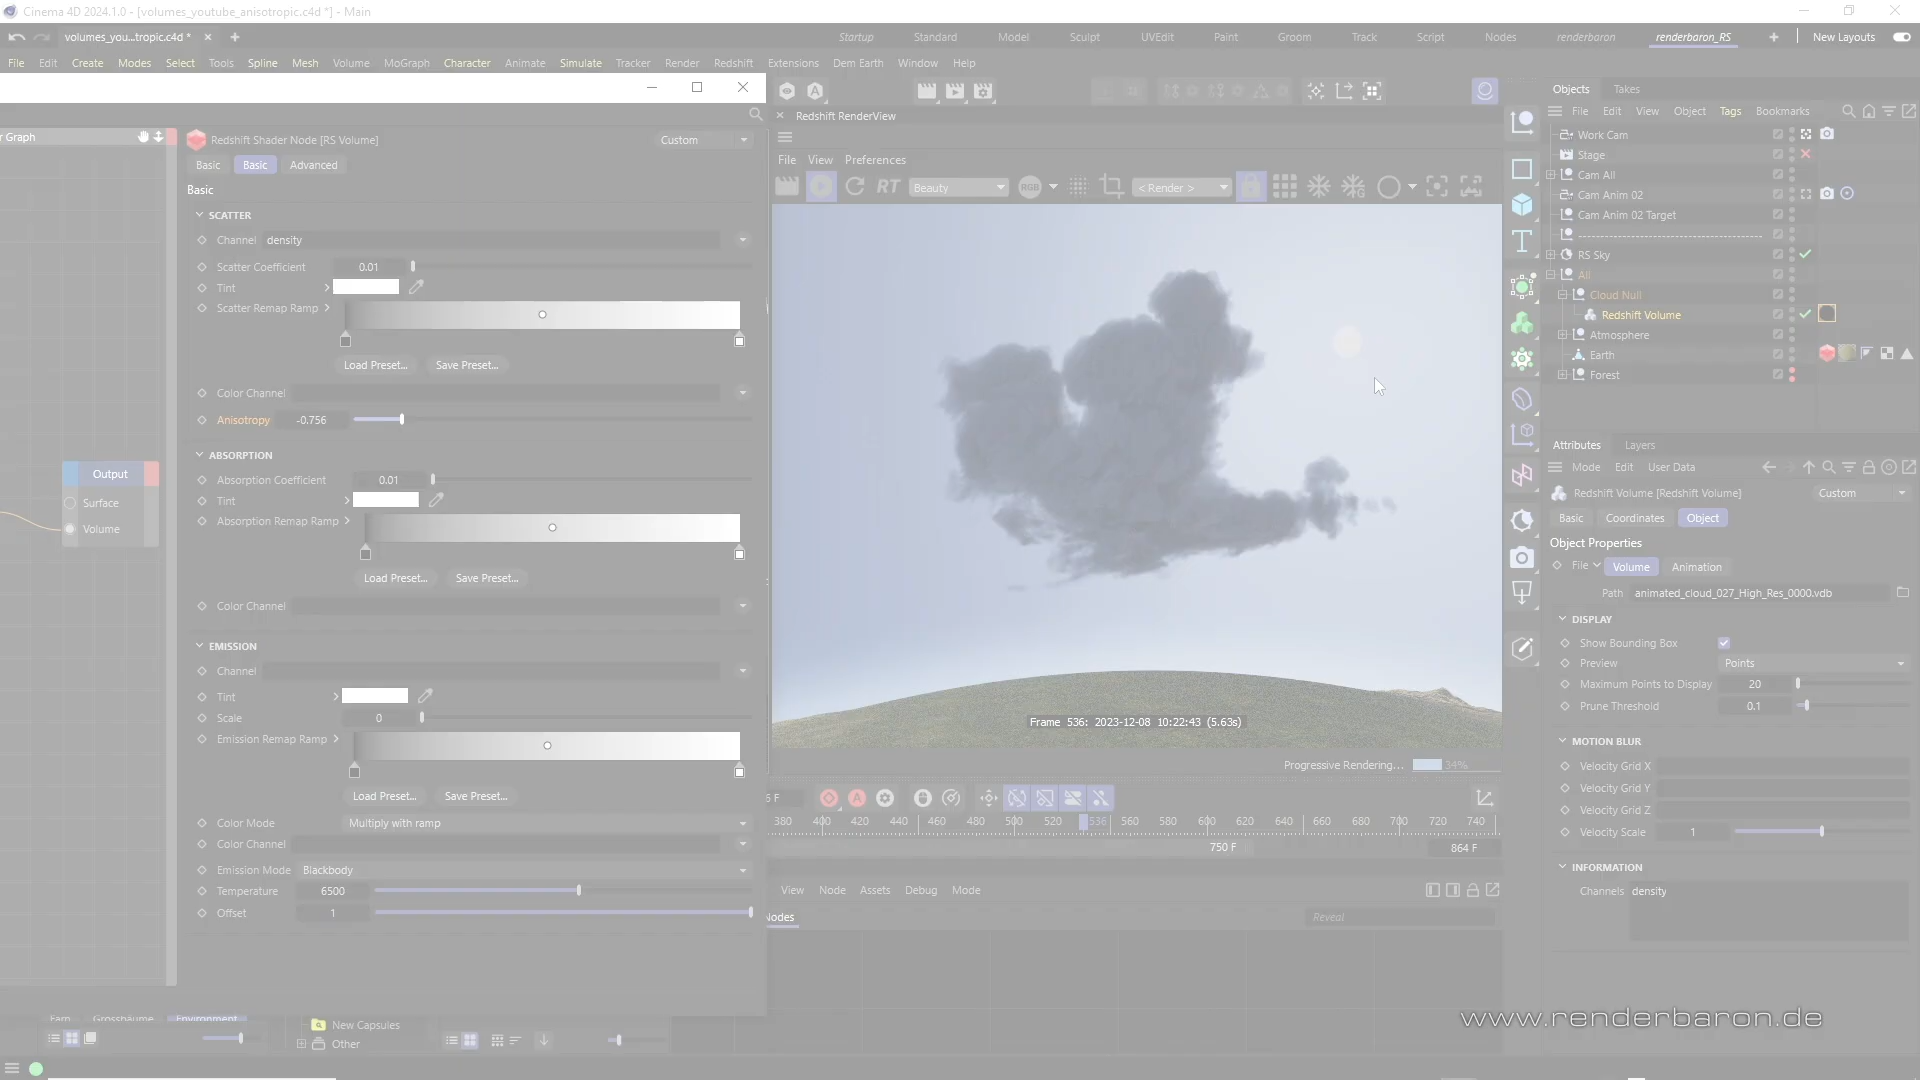 Cinema 4D 2024.1.0 - [volumes_youtube_anisotropic.c4d *] - Main
volumes_you...tropic.c4d *
Startup Standard Model Sculpt UVEdit Paint Groom Track Script Nodes renderbaron renderbaron_RS New Layouts
File Edit Create Modes Select Tools Spline Mesh Volume MoGraph Character Animate Simulate Tracker Render Redshift Extensions Dem Earth Window Help
r Graph
Output
Surface
Volume
Redshift Shader Node [RS Volume]
Custom
Basic Basic Advanced
Basic
SCATTER
Channel density
Scatter Coefficient 0.01
Tint
Scatter Remap Ramp
Load Preset... Save Preset...
Color Channel
Anisotropy -0.756
ABSORPTION
Absorption Coefficient 0.01
Tint
Absorption Remap Ramp
Load Preset... Save Preset...
Color Channel
EMISSION
Channel
Tint
Scale 0
Emission Remap Ramp
Load Preset... Save Preset...
Color Mode Multiply with ramp
Color Channel
Emission Mode Blackbody
Temperature 6500
Offset 1
Environment
New Capsules
Other
Redshift RenderView
File View Preferences
RT Beauty RGB < Render >
Frame 536: 2023-12-08 10:22:43 (5.63s)
Progressive Rendering... 34%
5 F
380 400 420 440 460 480 500 520 536 560 580 600 620 640 660 680 700 720 740
750 F 864 F
View Node Assets Debug Mode
Nodes
Reveal
Objects Takes
File Edit View Object Tags Bookmarks
Work Cam
Stage
Cam All
Cam Anim 02
Cam Anim 02 Target
RS Sky
All
Cloud Null
Redshift Volume
Atmosphere
Earth
Forest
Attributes Layers
Mode Edit User Data
Redshift Volume [Redshift Volume]
Custom
Basic Coordinates Object
Object Properties
File Volume Animation
Path animated_cloud_027_High_Res_0000.vdb
DISPLAY
Show Bounding Box
Preview Points
Maximum Points to Display 20
Prune Threshold 0.1
MOTION BLUR
Velocity Grid X
Velocity Grid Y
Velocity Grid Z
Velocity Scale 1
INFORMATION
Channels density
www.renderbaron.de